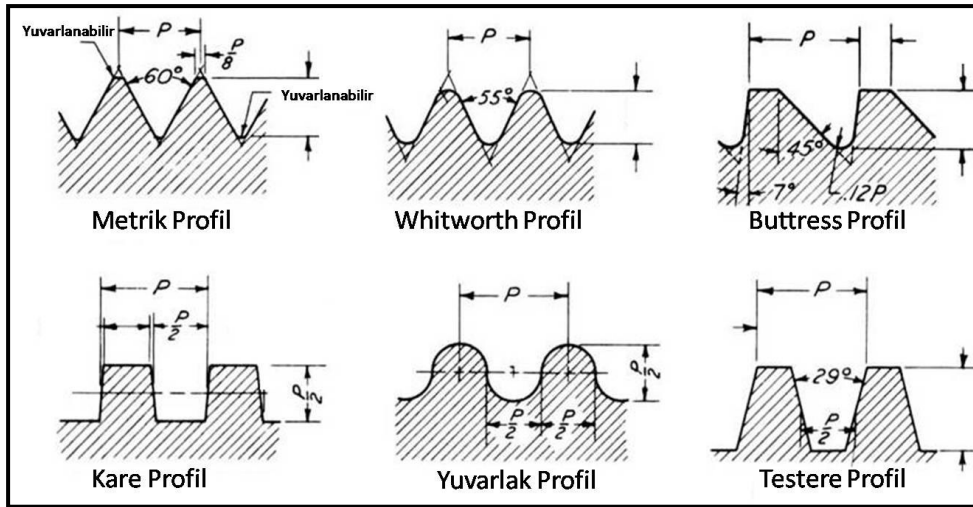 Yuvarlanabilir
P
P/8
60°
Yuvarlanabilir
Metrik Profil
P
55°
Whitworth Profil
P
45°
7°
.12P
Buttress Profil
P
P/2
P/2
Kare Profil
P
P/2
P/2
P/2
Yuvarlak Profil
P
29°
P/2
Testere Profil